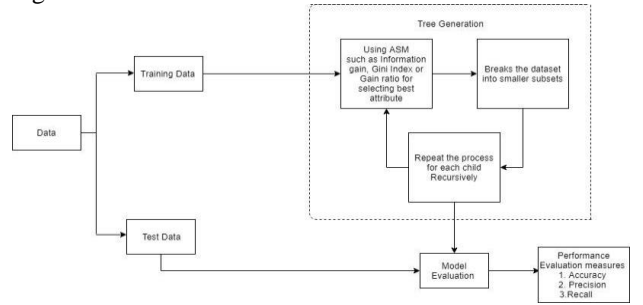 Tree Generation
Using ASM
such as Information
gain, Gini Index or
Gain ratio for
selecting best
attribute
Breaks the dataset
into smaller subsets
Training Data
Data
Repeat the process
for each child
Recursively
Test Data
Model
Evaluation
Performance
Evaluation measures
1. Accuracy
2. Precision
3.Recall